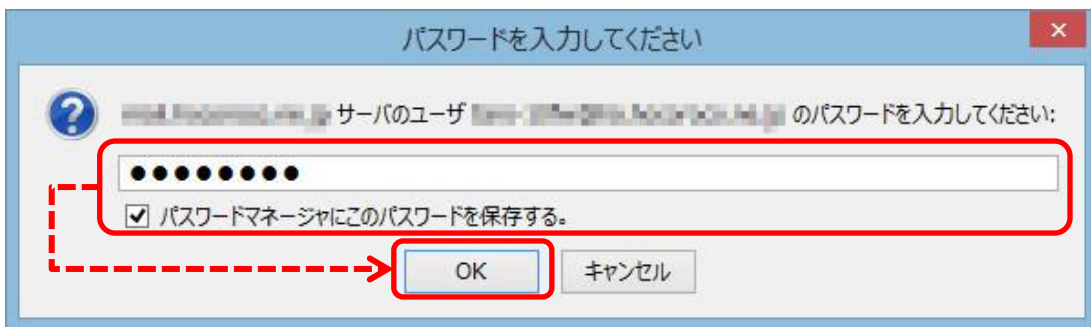 パスワードを入力してください
サーバのユーザ のパスワードを入力してください:
●●●●●●●●
パスワードマネージャにこのパスワードを保存する。
OK キャンセル